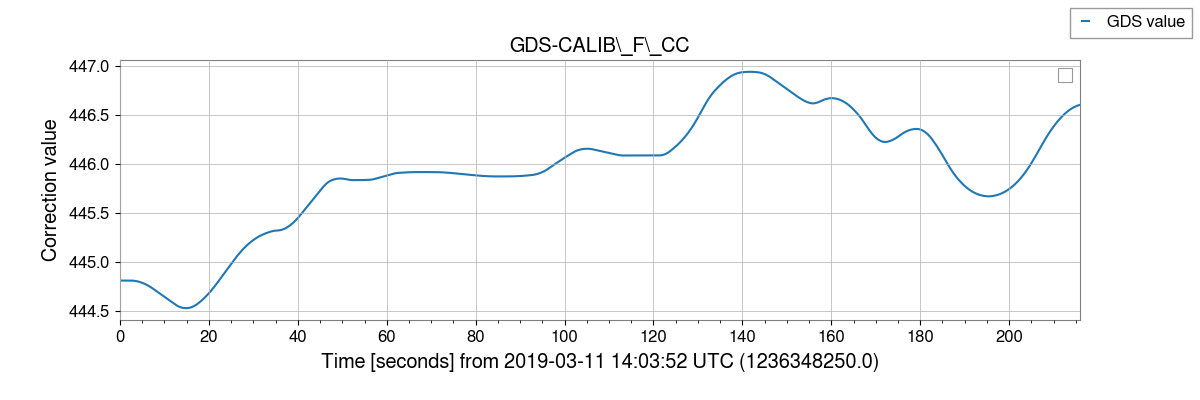 GDS value
GDS-CALIB\_F\_CC
447.0
446.5
446.0
445.5
445.0
444.5
Correction value
0 20 40 60 80 100 120 140 160 180 200
Time [seconds] from 2019-03-11 14:03:52 UTC (1236348250.0)